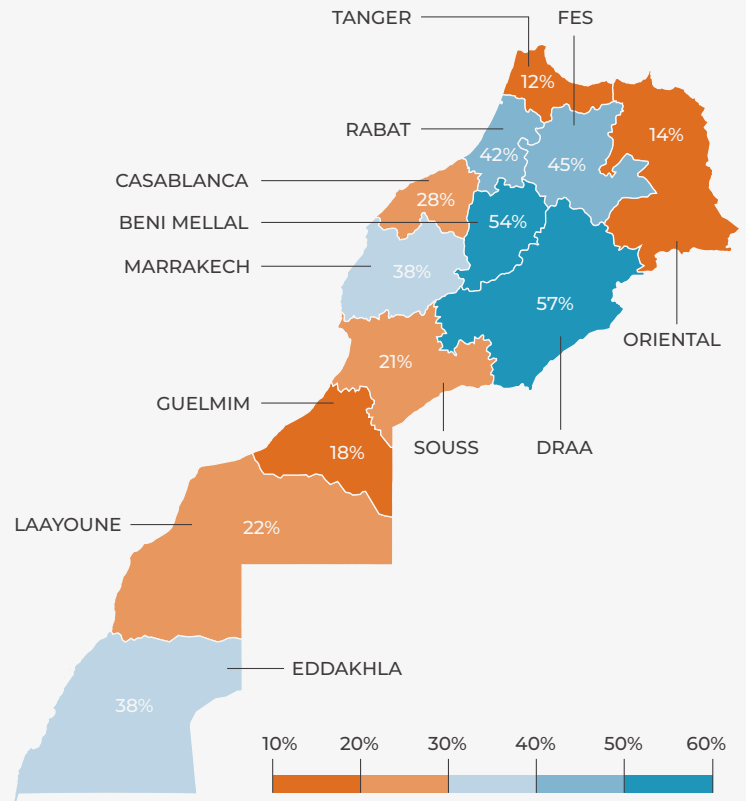 TANGER
FES
12%
RABAT
14%
42%
45%
CASABLANCA
28%
BENI MELLAL
54%
MARRAKECH
38%
57%
ORIENTAL
21%
GUELMIM
SOUSS
DRAA
18%
LAAYOUNE
22%
EDDAKHLA
38%
10% 20% 30% 40% 50% 60%